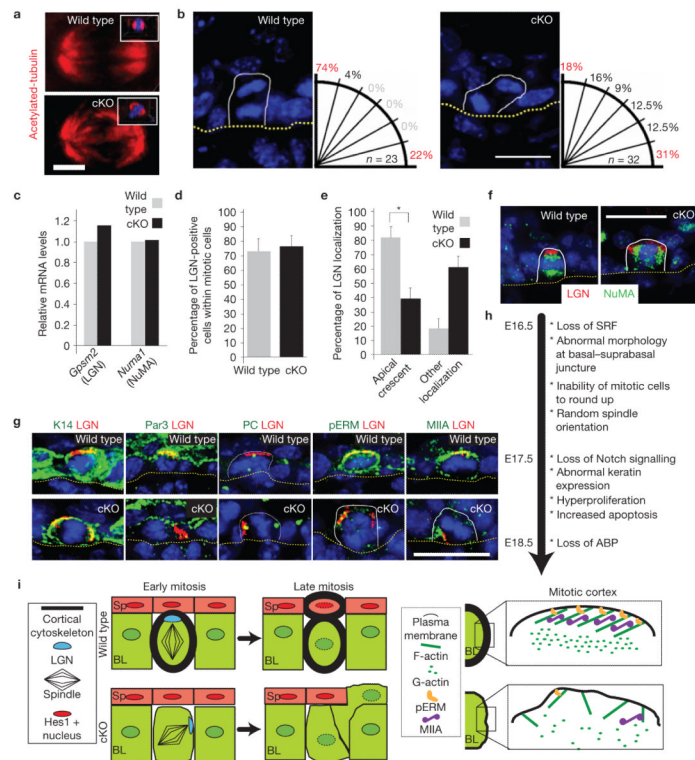 a
Wild type
cKO
Acetylated-tubulin
b
Wild type
74%
4%
0%
0%
0%
22%
n = 23
cKO
18%
16%
9%
12.5%
12.5%
31%
n = 32
c
Wild type
cKO
Relative mRNA levels
1.2
1.0
0.8
0.6
0.4
0.2
0
Gpsm2
(LGN)
Numa1
(NuMA)
d
Percentage of LGN-positive
cells within mitotic cells
100
90
80
70
60
50
40
30
20
10
0
Wild type cKO
e
Wild
type
cKO
Percentage of LGN localization
100
90
80
70
60
50
40
30
20
10
0
*
Apical
crescent
Other
localization
f
Wild type
cKO
LGN
NuMA
g
K14 LGN
Par3 LGN
PC LGN
pERM LGN
MIIA LGN
Wild type
Wild type
Wild type
Wild type
Wild type
cKO
cKO
cKO
cKO
cKO
h
E16.5
* Loss of SRF
* Abnormal morphology
at basal–suprabasal
juncture
* Inability of mitotic cells
to round up
* Random spindle
orientation
E17.5
* Loss of Notch signalling
* Abnormal keratin
expression
* Hyperproliferation
* Increased apoptosis
E18.5
* Loss of ABP
i
Cortical
cytoskeleton
LGN
Spindle
Hes1 +
nucleus
Early mitosis
Late mitosis
Wild type
Sp
BL
Sp
BL
cKO
Sp
BL
Sp
BL
Plasma
membrane
F-actin
G-actin
pERM
MIIA
Mitotic cortex
BL
BL